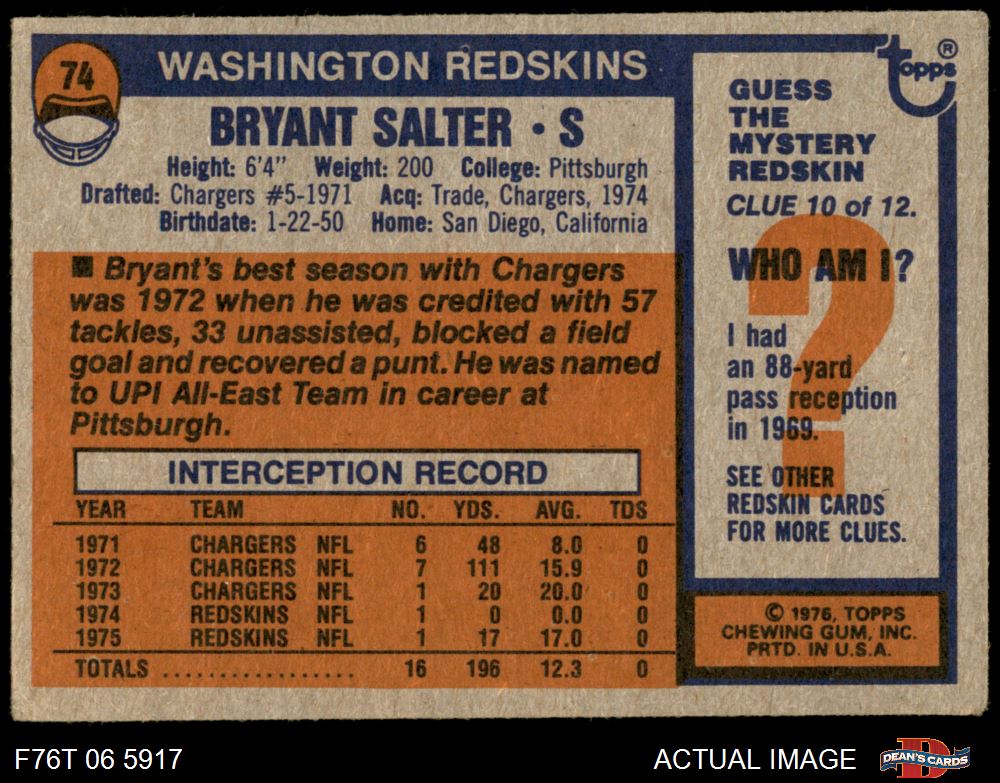 74
WASHINGTON REDSKINS
BRYANT SALTER • S
Height: 6'4" Weight: 200 College: Pittsburgh
Drafted: Chargers #5-1971 Acq: Trade, Chargers, 1974
Birthdate: 1-22-50 Home: San Diego, California
■ Bryant's best season with Chargers
was 1972 when he was credited with 57
tackles, 33 unassisted, blocked a field
goal and recovered a punt. He was named
to UPI All-East Team in career at
Pittsburgh.
INTERCEPTION RECORD
YEAR TEAM NO. YDS. AVG. TDS
1971 CHARGERS NFL 6 48 8.0 0
1972 CHARGERS NFL 7 111 15.9 0
1973 CHARGERS NFL 1 20 20.0 0
1974 REDSKINS NFL 1 0 0.0 0
1975 REDSKINS NFL 1 17 17.0 0
TOTALS ................. 16 196 12.3 0
topps ®
GUESS
THE
MYSTERY
REDSKIN
CLUE 10 of 12.
WHO AM I?
?
I had
an 88-yard
pass reception
in 1969.
SEE OTHER
REDSKIN CARDS
FOR MORE CLUES.
© 1976, TOPPS
CHEWING GUM, INC.
PRTD. IN U.S.A.
F76T 06 5917
ACTUAL IMAGE
D
DEAN'S CARDS